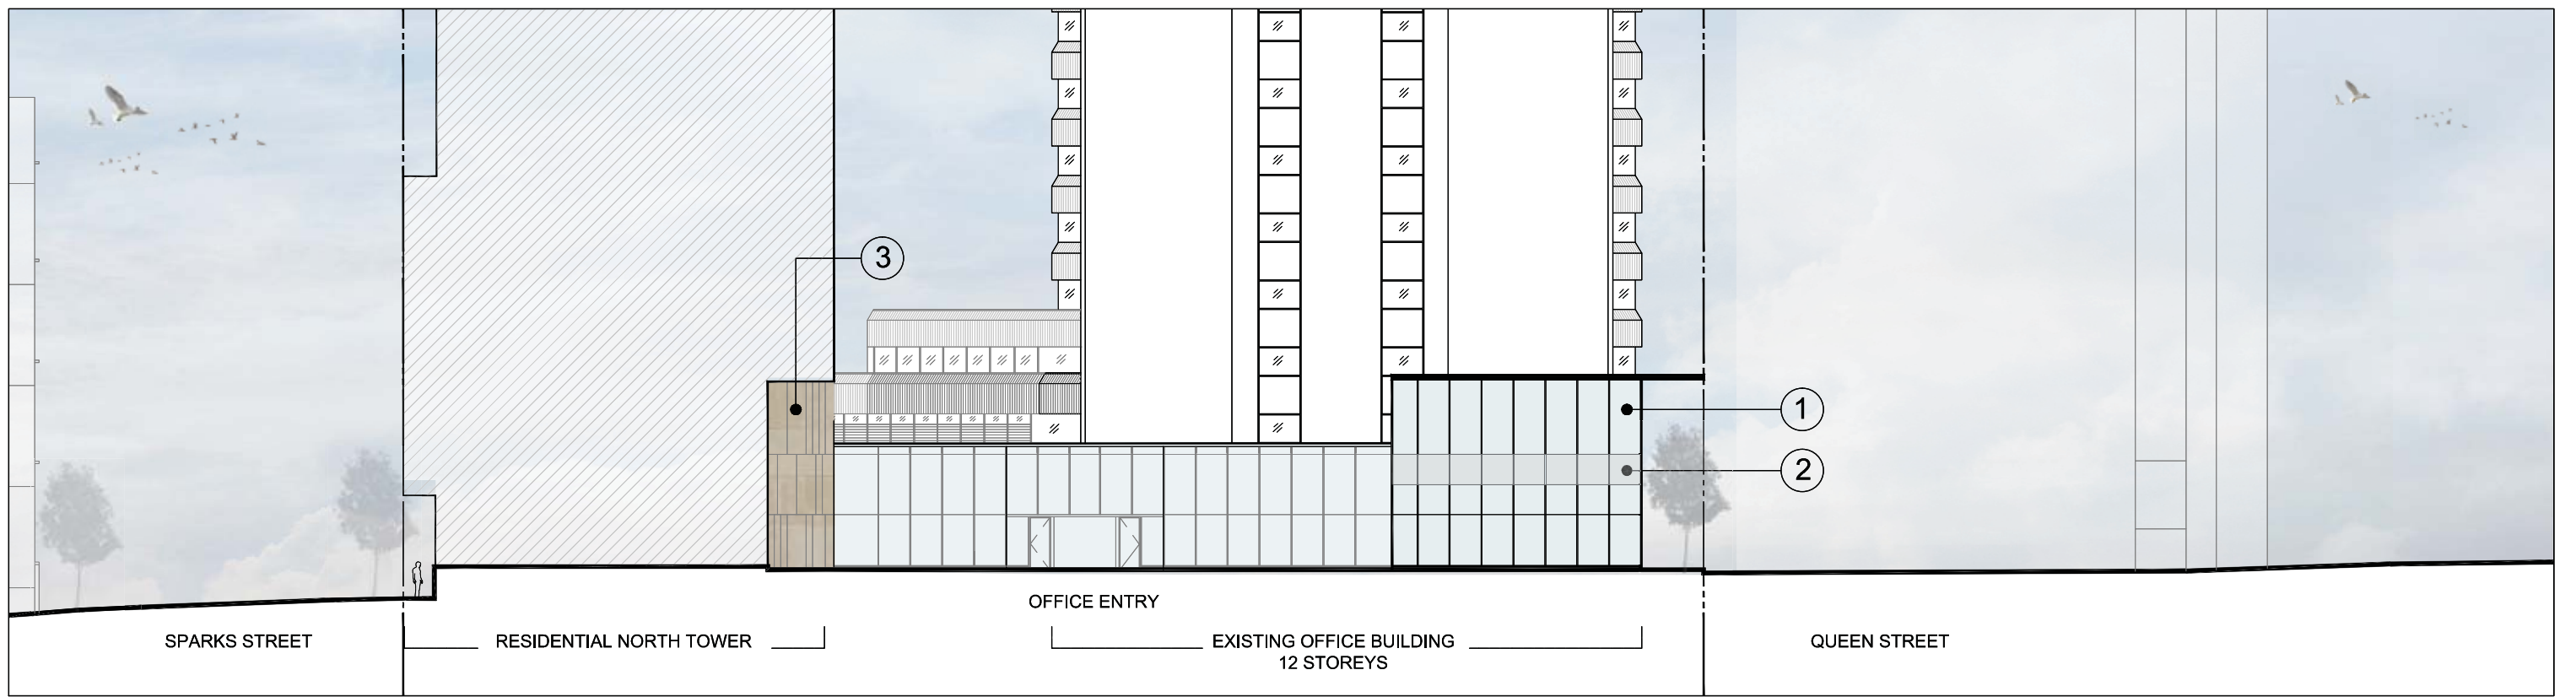 3
1
2
OFFICE ENTRY
SPARKS STREET
RESIDENTIAL NORTH TOWER
EXISTING OFFICE BUILDING
12 STOREYS
QUEEN STREET